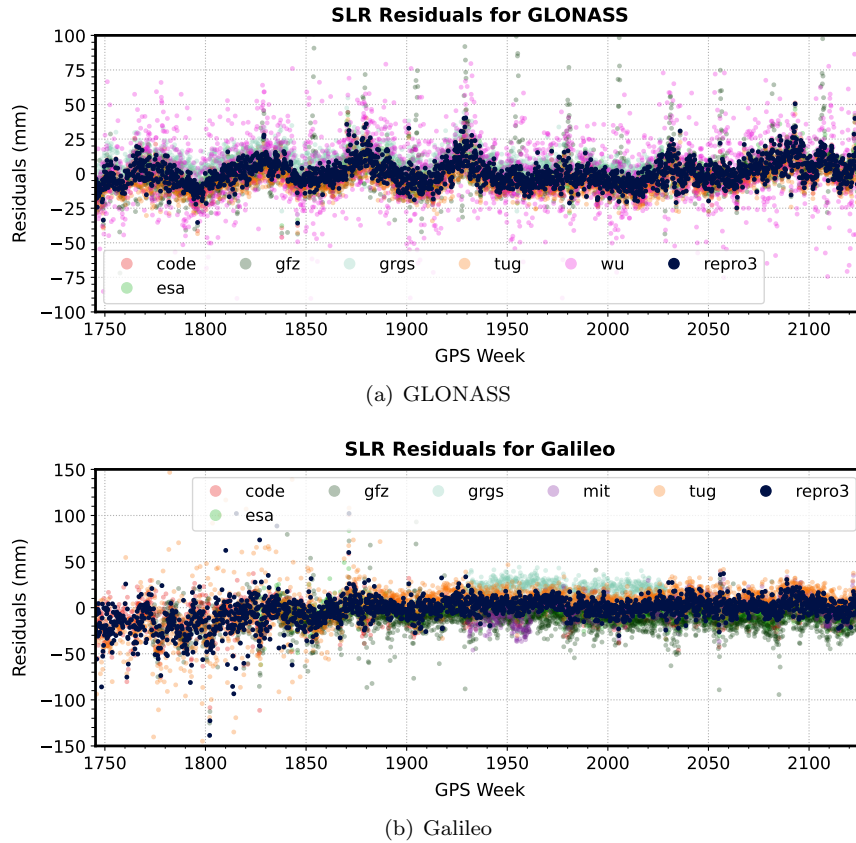 SLR Residuals for GLONASS
100
75
50
25
0
−25
−50
−75
−100
Residuals (mm)
code gfz grgs tug wu repro3
esa
1750 1800 1850 1900 1950 2000 2050 2100
GPS Week
(a) GLONASS
SLR Residuals for Galileo
150
100
50
0
−50
−100
−150
Residuals (mm)
code gfz grgs mit tug repro3
esa
1750 1800 1850 1900 1950 2000 2050 2100
GPS Week
(b) Galileo